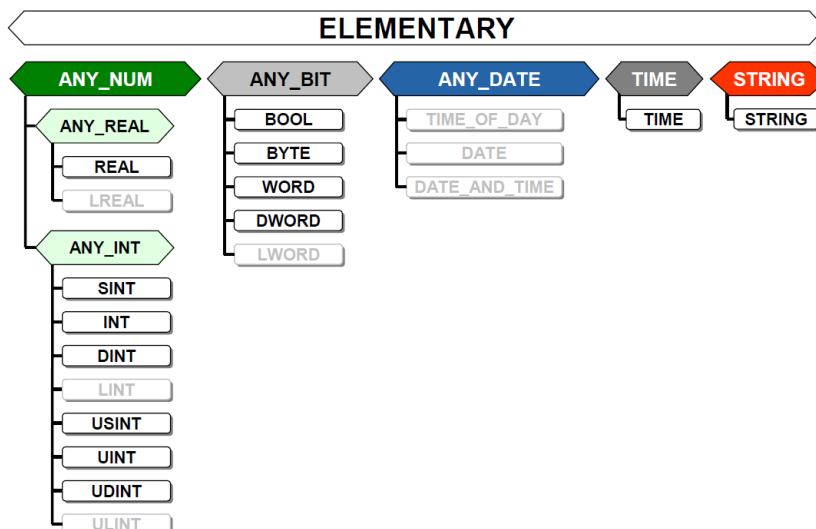 ELEMENTARY
ANY_NUM
ANY_REAL
REAL
LREAL
ANY_INT
SINT
INT
DINT
LINT
USINT
UINT
UDINT
ULINT
ANY_BIT
BOOL
BYTE
WORD
DWORD
LWORD
ANY_DATE
TIME_OF_DAY
DATE
DATE_AND_TIME
TIME
TIME
STRING
STRING